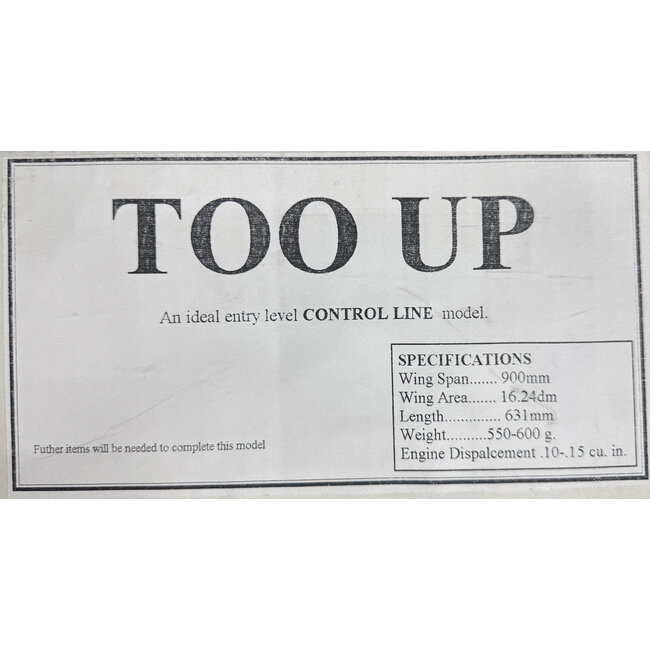 TOO UP
An ideal entry level CONTROL LINE model.
SPECIFICATIONS
Wing Span....... 900mm
Wing Area....... 16.24dm
Length.............. 631mm
Weight..........550-600 g.
Engine Dispalcement .10-.15 cu. in.
Futher items will be needed to complete this model